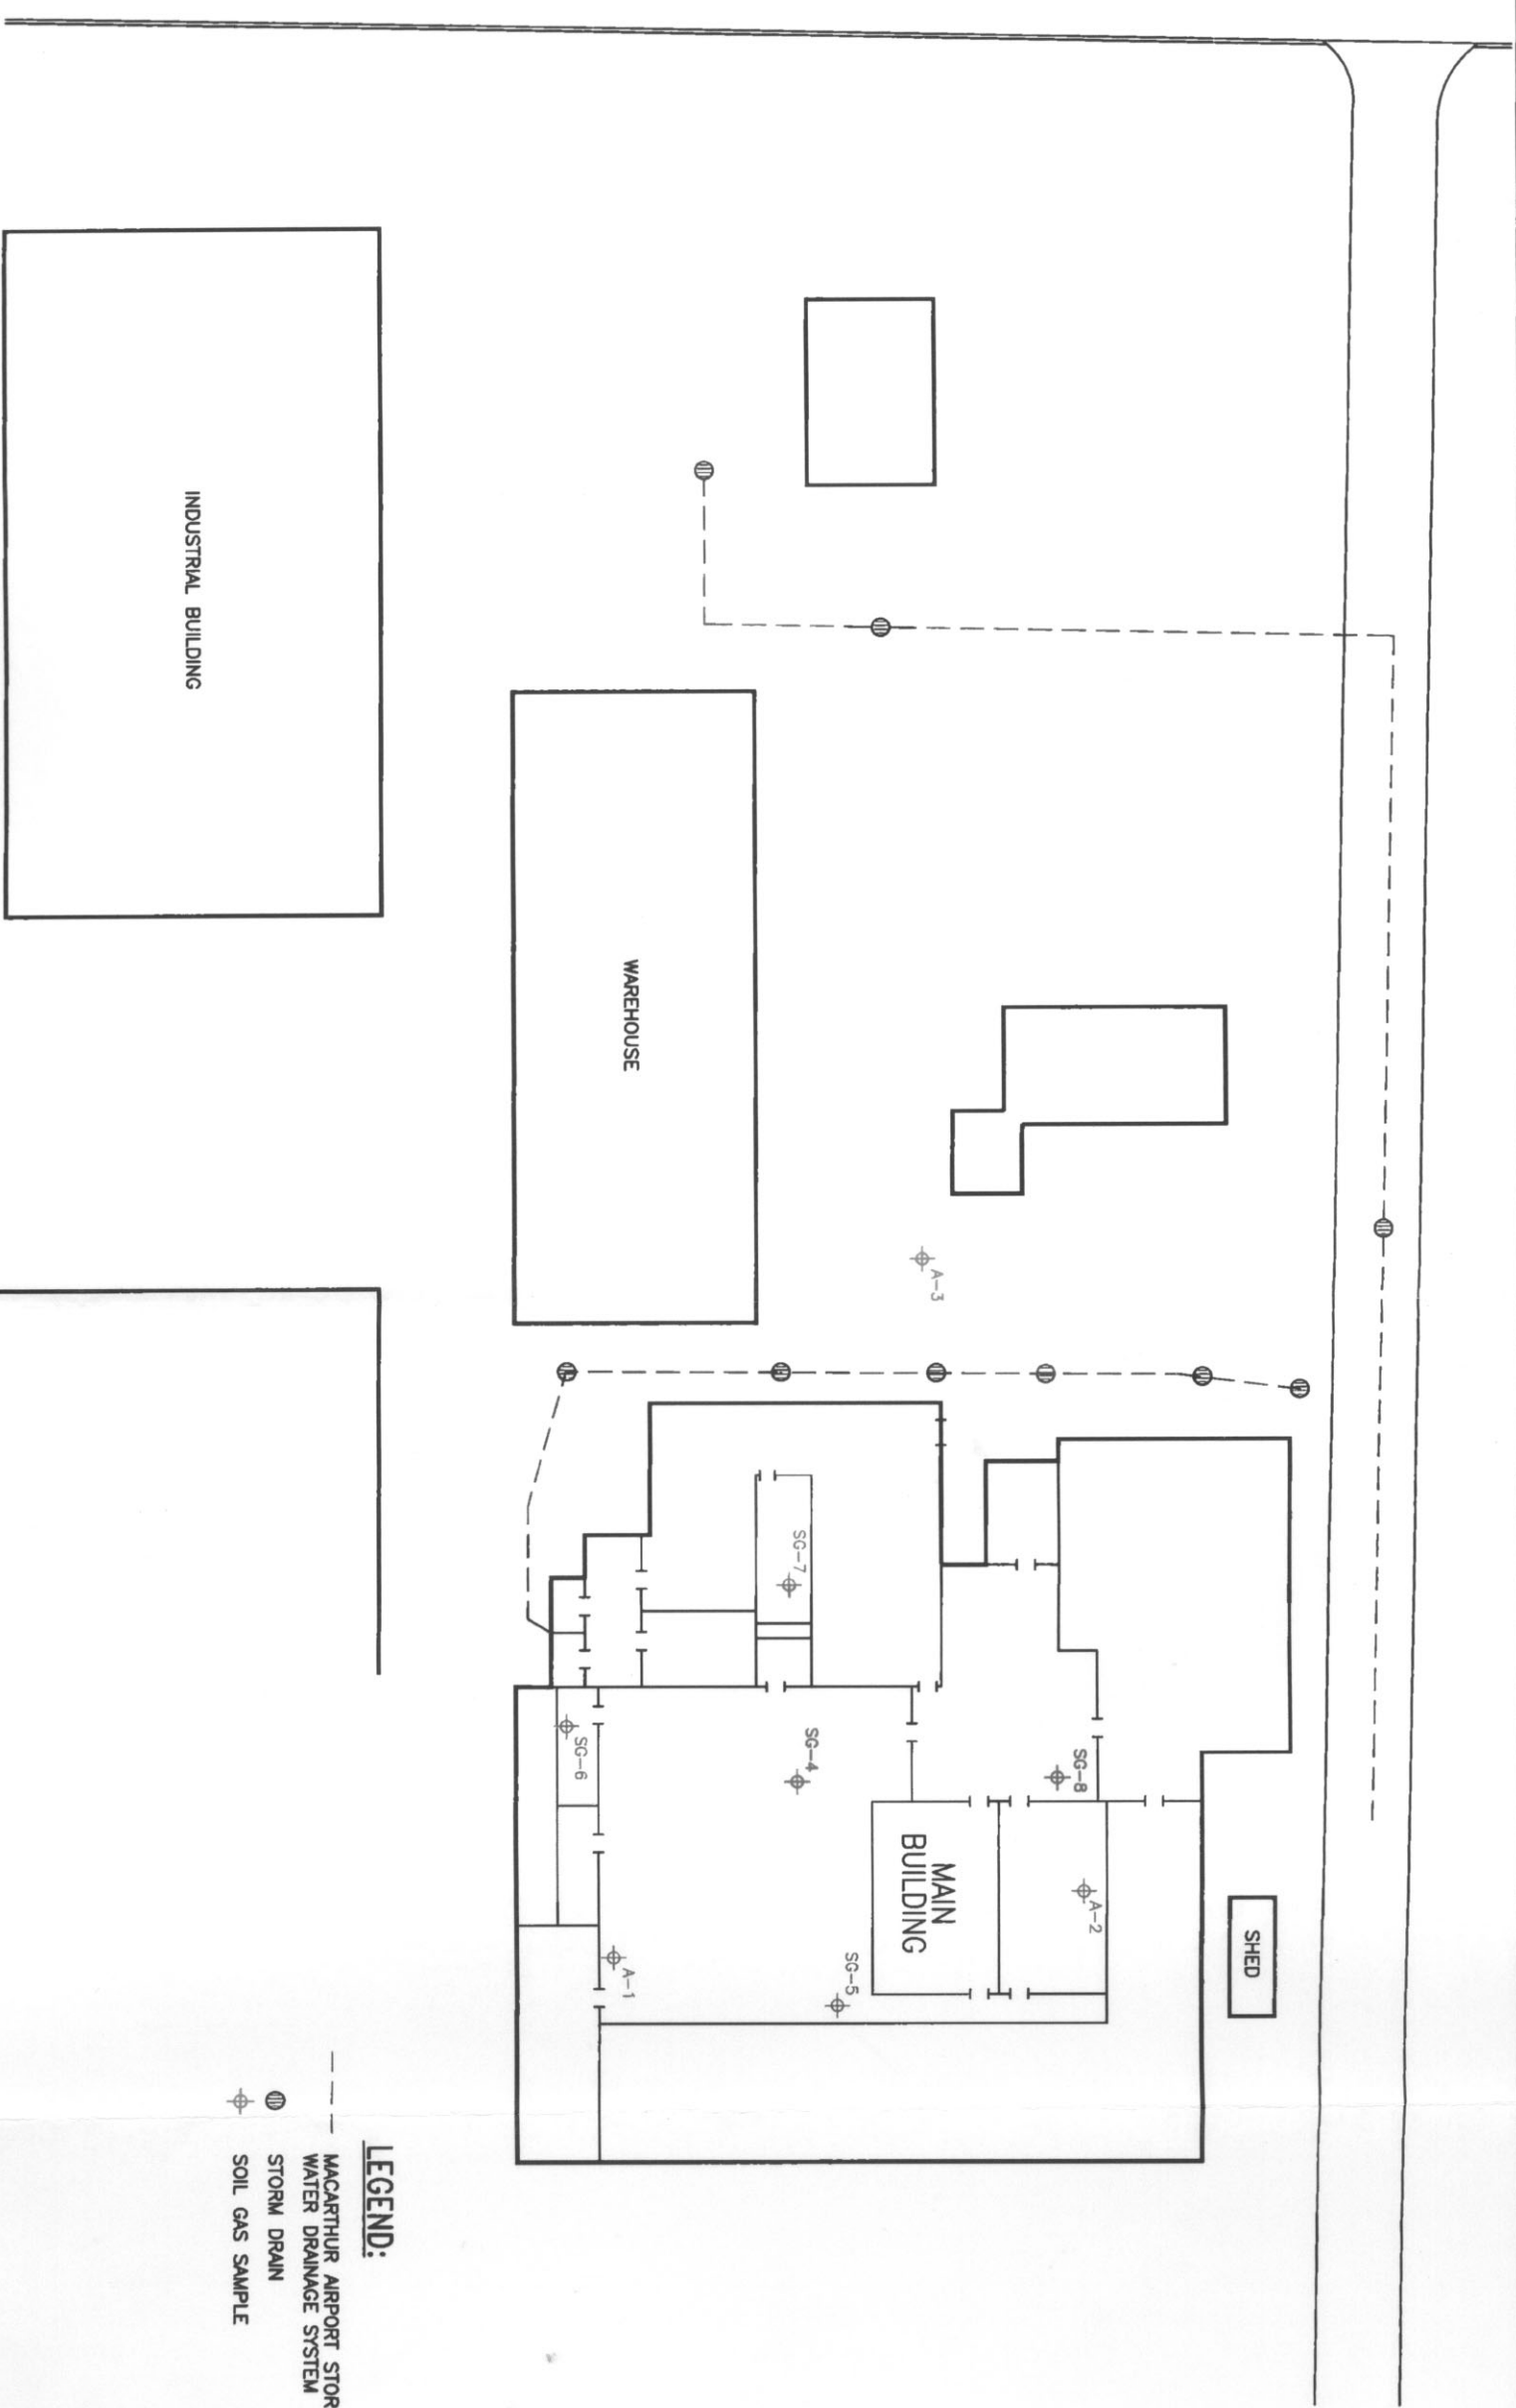 SHED
A-3
SG-8
A-2
MAIN
BUILDING
SG-7
SG-4
SG-5
WAREHOUSE
SG-6
A-1
INDUSTRIAL BUILDING
LEGEND:
MACARTHUR AIRPORT STOR
WATER DRAINAGE SYSTEM
STORM DRAIN
SOIL GAS SAMPLE